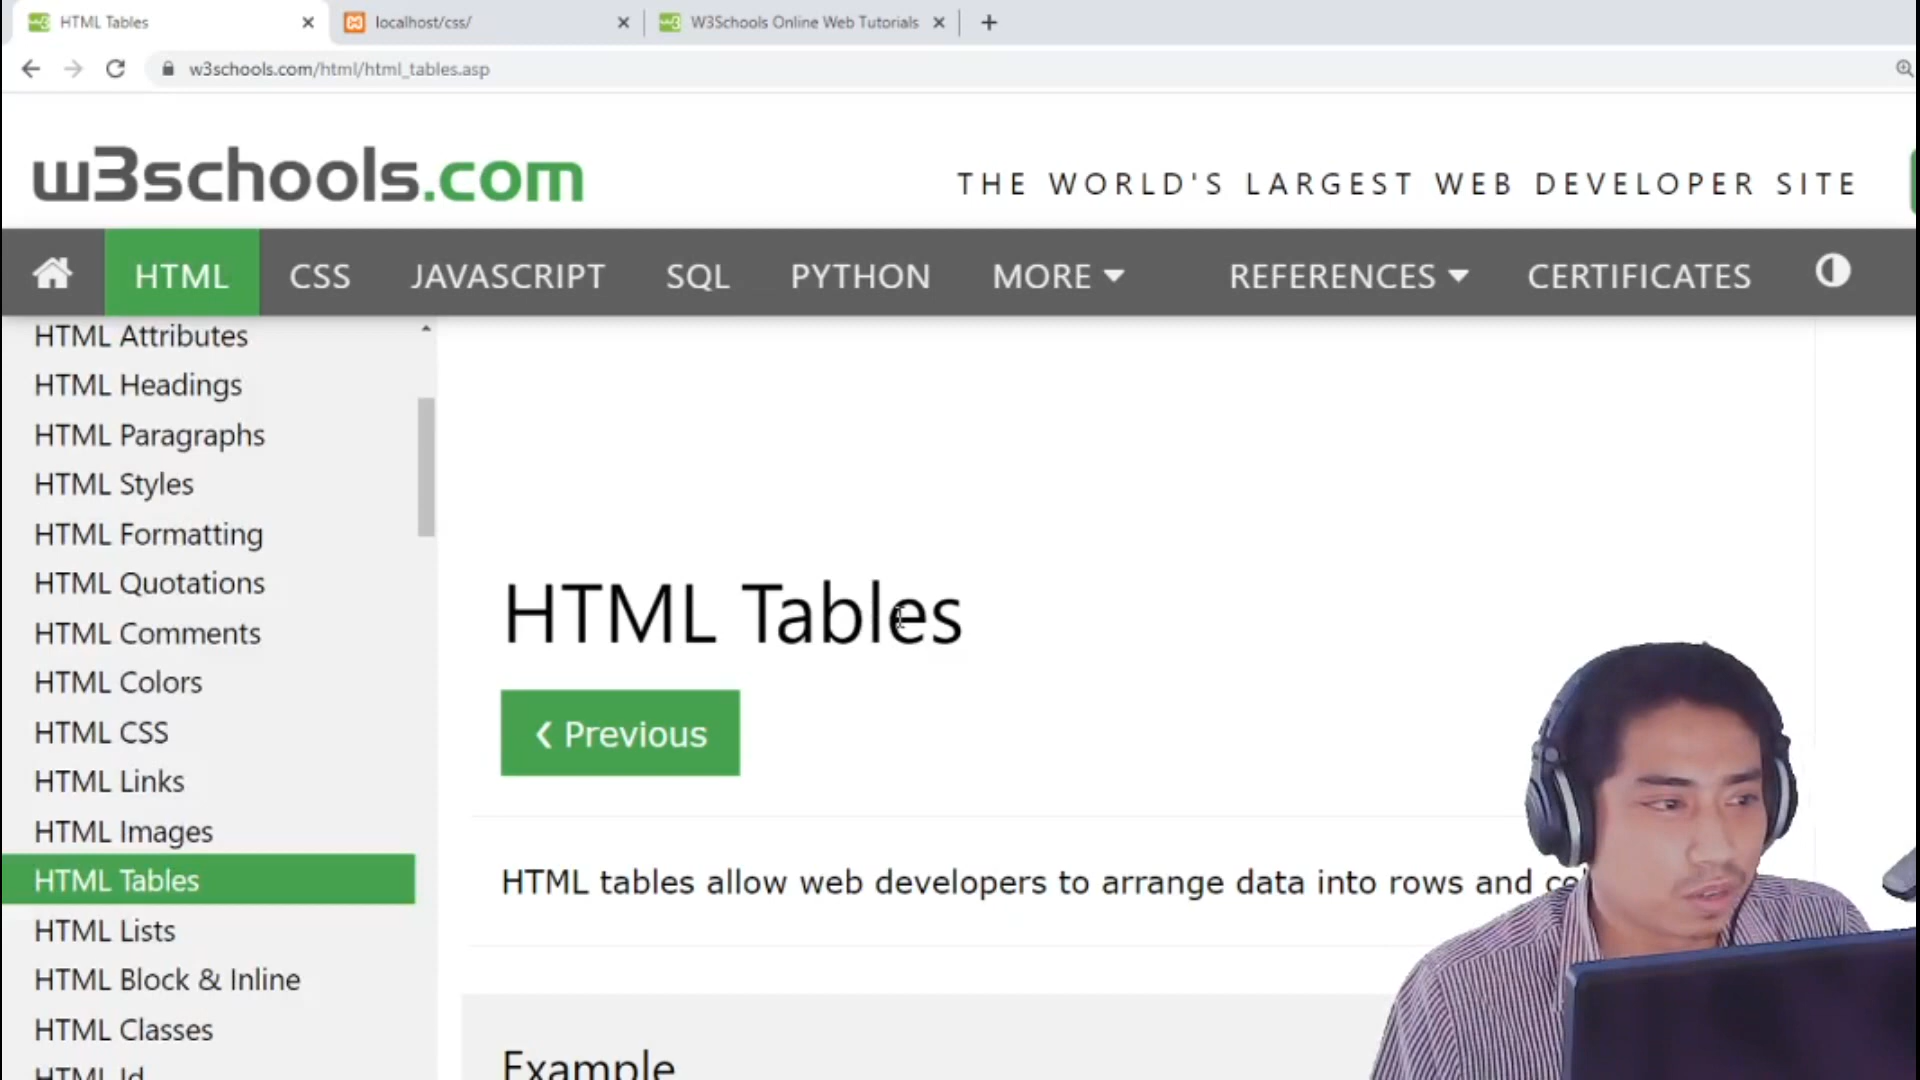 HTML Tables
localhost/css/
W3Schools Online Web Tutorials
w3schools.com/html/html_tables.asp
w3schools.com
THE WORLD'S LARGEST WEB DEVELOPER SITE
HTML
CSS
JAVASCRIPT
SQL
PYTHON
MORE
REFERENCES
CERTIFICATES
HTML Attributes
HTML Headings
HTML Paragraphs
HTML Styles
HTML Formatting
HTML Quotations
HTML Comments
HTML Colors
HTML CSS
HTML Links
HTML Images
HTML Tables
HTML Lists
HTML Block & Inline
HTML Classes
HTML Id
HTML Tables
❮ Previous
HTML tables allow web developers to arrange data into rows and
Example